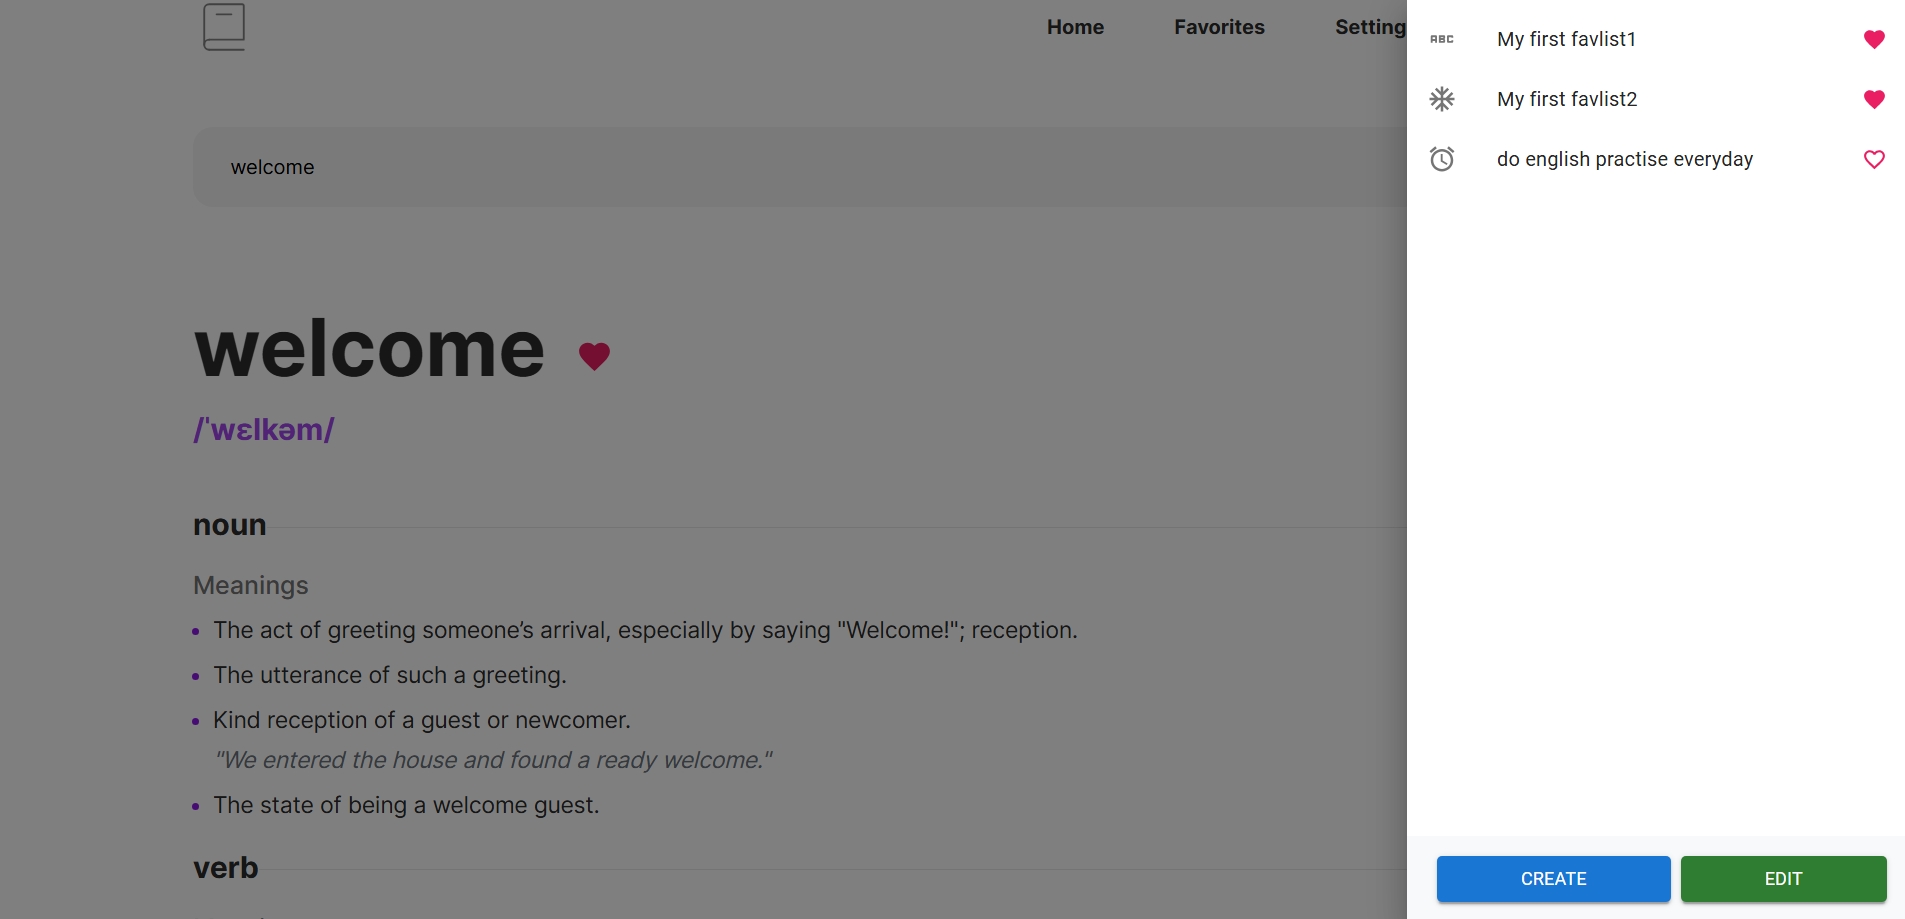 Home Favorites Setting
welcome
welcome
/ˈwɛlkəm/
noun
Meanings
The act of greeting someone’s arrival, especially by saying "Welcome!"; reception.
The utterance of such a greeting.
Kind reception of a guest or newcomer.
"We entered the house and found a ready welcome."
The state of being a welcome guest.
verb
ABC My first favlist1
My first favlist2
do english practise everyday
CREATE EDIT